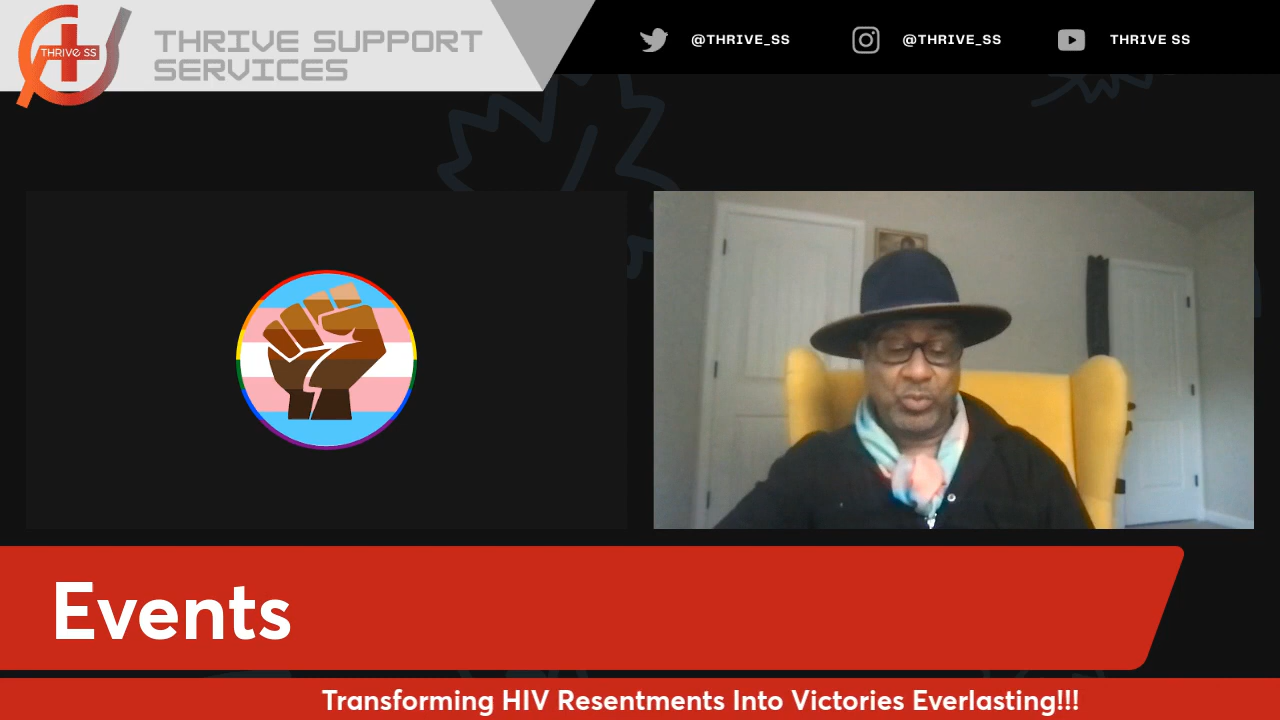 THRIVE SS
THRIVE SUPPORT
SERVICES
@THRIVE_SS
@THRIVE_SS
THRIVE SS
Events
Transforming HIV Resentments Into Victories Everlasting!!!